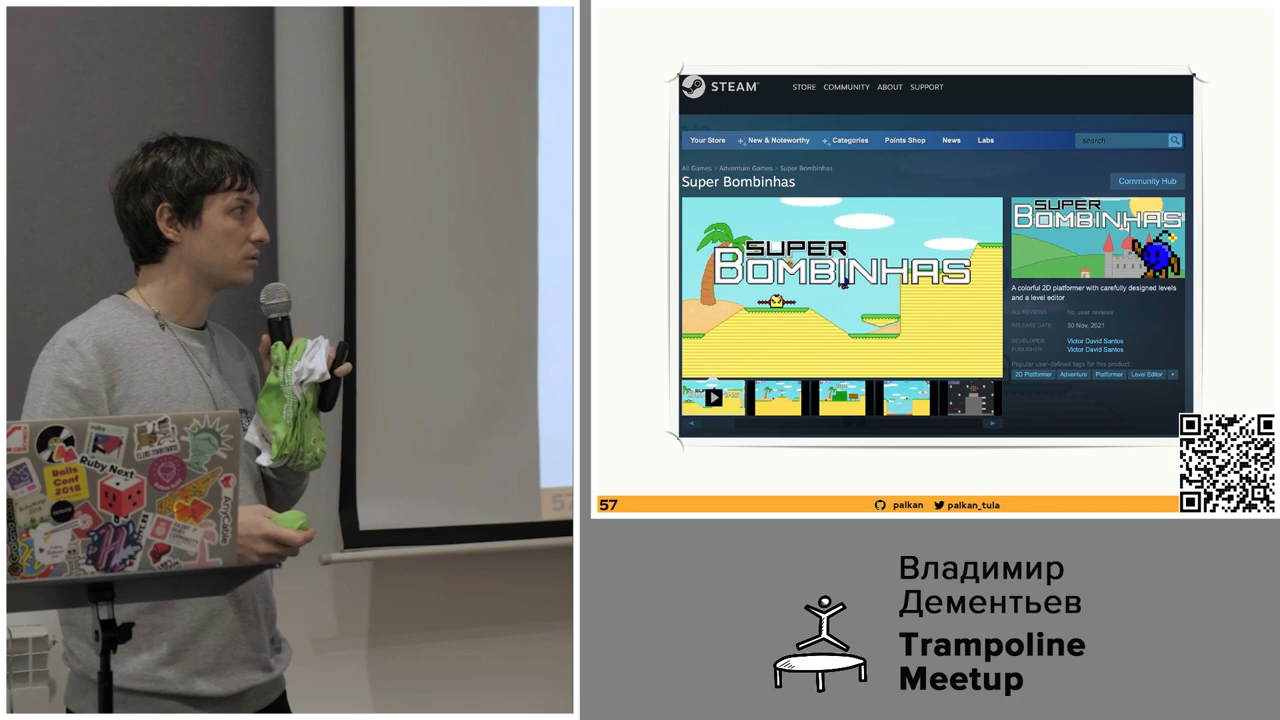 STEAM®
STORE COMMUNITY ABOUT SUPPORT
Your Store New & Noteworthy Categories Points Shop News Labs search
All Games > Adventure Games > Super Bombinhas
Super Bombinhas
Community Hub
SUPER
BOMBINHAS
SUPER
BOMBINHAS
A colorful 2D platformer with carefully designed levels
and a level editor
ALL REVIEWS: No user reviews
RELEASE DATE: 30 Nov, 2021
DEVELOPER: Victor David Santos
PUBLISHER: Victor David Santos
Popular user-defined tags for this product:
2D Platformer Adventure Platformer Level Editor +
57 palkan palkan_tula
Владимир
Дементьев
Trampoline
Meetup
ruby
Ruby Next
Rails
Conf
2018
AnyCable
57